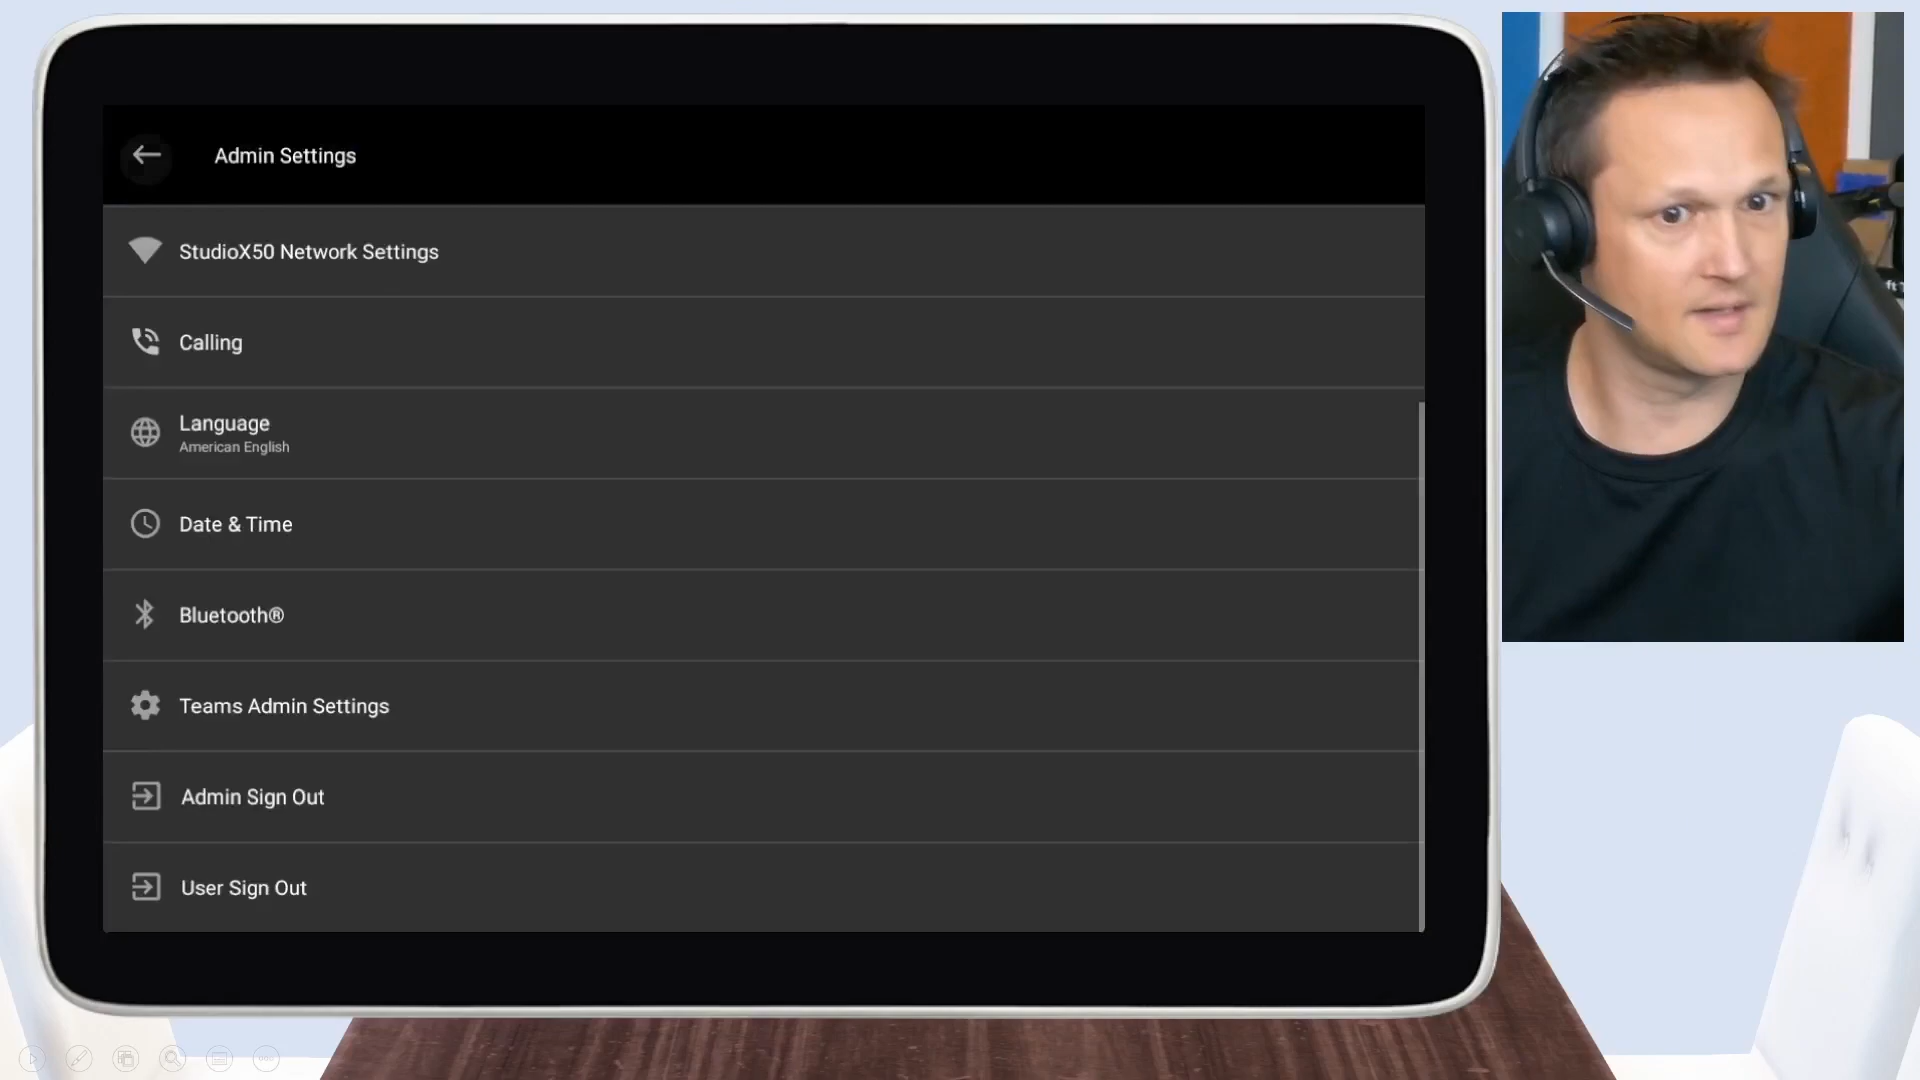 Admin Settings
StudioX50 Network Settings
Calling
Language
American English
Date & Time
Bluetooth®
Teams Admin Settings
Admin Sign Out
User Sign Out